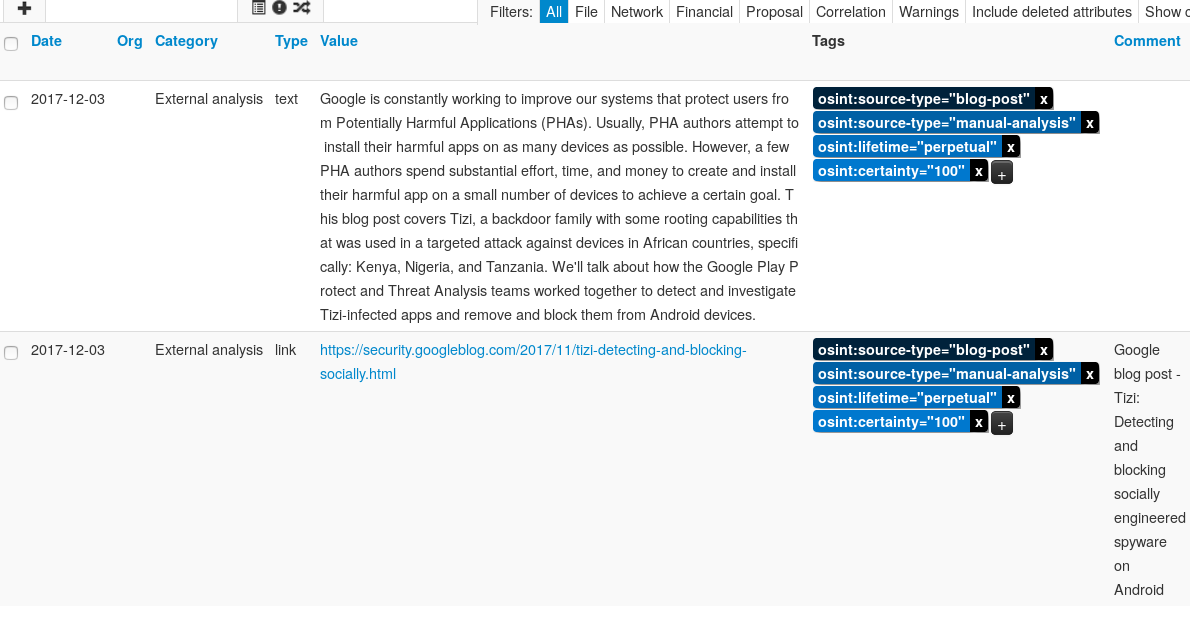 Filters: All File Network Financial Proposal Correlation Warnings Include deleted attributes Show
Date Org Category Type Value Tags Comment
2017-12-03 External analysis text
Google is constantly working to improve our systems that protect users fro
m Potentially Harmful Applications (PHAs). Usually, PHA authors attempt to
install their harmful apps on as many devices as possible. However, a few
PHA authors spend substantial effort, time, and money to create and install
their harmful app on a small number of devices to achieve a certain goal. T
his blog post covers Tizi, a backdoor family with some rooting capabilities th
at was used in a targeted attack against devices in African countries, specifi
cally: Kenya, Nigeria, and Tanzania. We'll talk about how the Google Play P
rotect and Threat Analysis teams worked together to detect and investigate
Tizi-infected apps and remove and block them from Android devices.
osint:source-type="blog-post" x
osint:source-type="manual-analysis" x
osint:lifetime="perpetual" x
osint:certainty="100" x +
2017-12-03 External analysis link
https://security.googleblog.com/2017/11/tizi-detecting-and-blocking-
socially.html
osint:source-type="blog-post" x
osint:source-type="manual-analysis" x
osint:lifetime="perpetual" x
osint:certainty="100" x +
Google
blog post -
Tizi:
Detecting
and
blocking
socially
engineered
spyware
on
Android